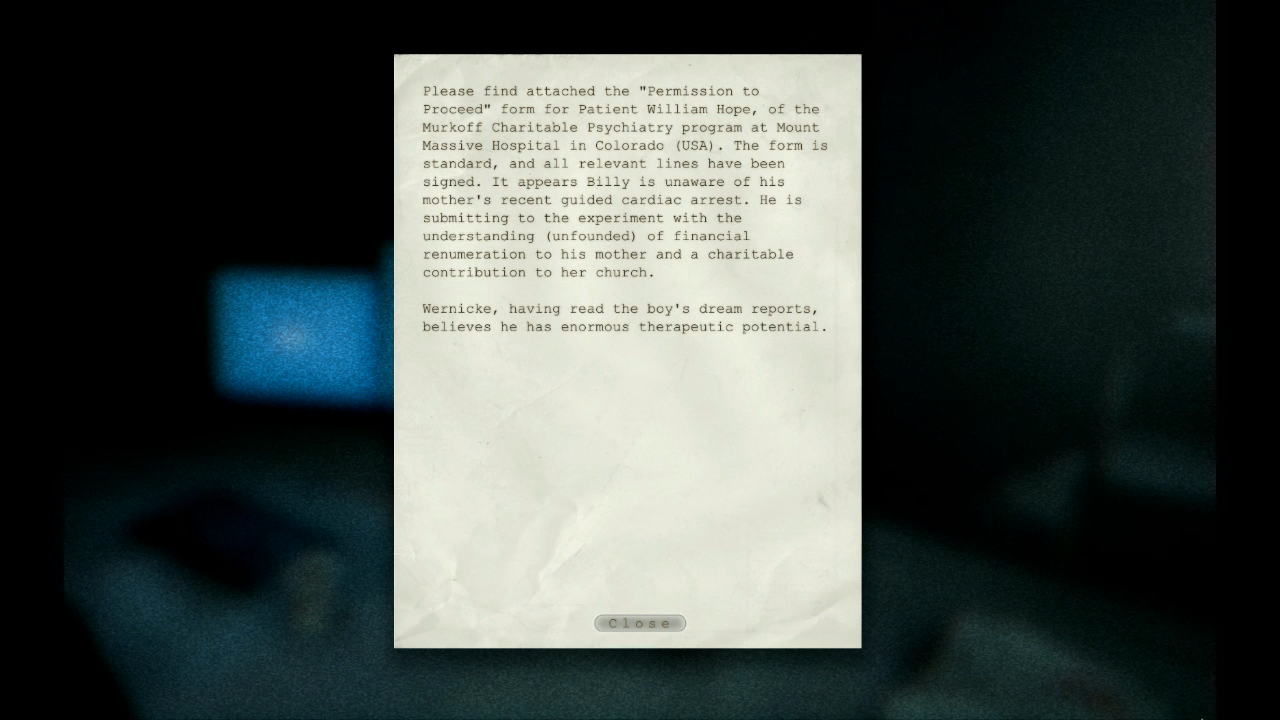 Please find attached the "Permission to
Proceed" form for Patient William Hope, of the
Murkoff Charitable Psychiatry program at Mount
Massive Hospital in Colorado (USA). The form is
standard, and all relevant lines have been
signed. It appears Billy is unaware of his
mother's recent guided cardiac arrest. He is
submitting to the experiment with the
understanding (unfounded) of financial
renumeration to his mother and a charitable
contribution to her church.
Wernicke, having read the boy's dream reports,
believes he has enormous therapeutic potential.
Close